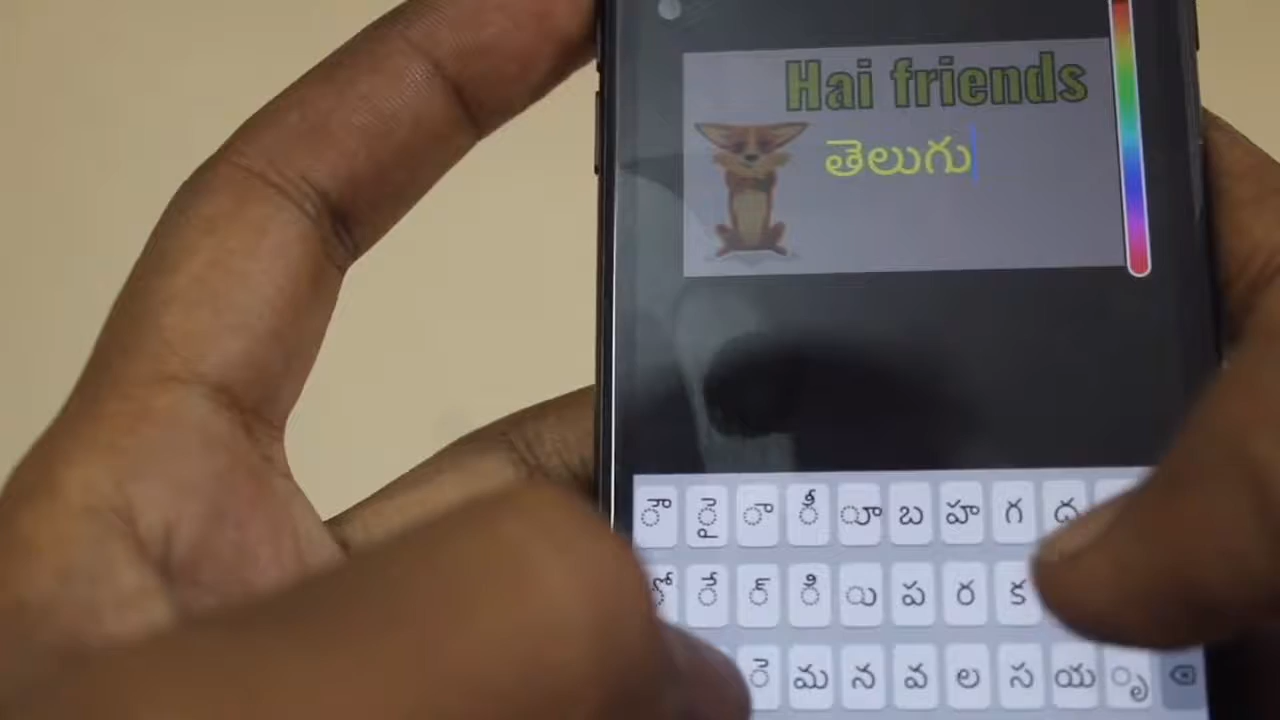 Hai friends
తెలుగు
ౌ ై ా ీ ూ బ హ గ ద
ో ే ్ ి ు ప ర క
ె మ న వ ల స య ృ